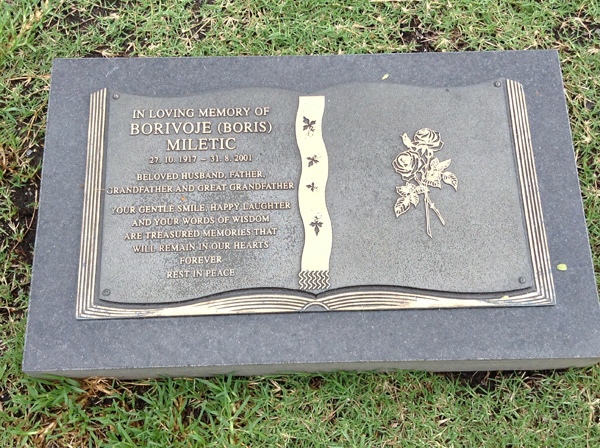 IN LOVING MEMORY OF
BORIVOJE (BORIS)
MILETIC
27. 10. 1917 – 31. 8. 2001
BELOVED HUSBAND, FATHER,
GRANDFATHER AND GREAT GRANDFATHER
YOUR GENTLE SMILE, HAPPY LAUGHTER
AND YOUR WORDS OF WISDOM
ARE TREASURED MEMORIES THAT
WILL REMAIN IN OUR HEARTS
FOREVER
REST IN PEACE